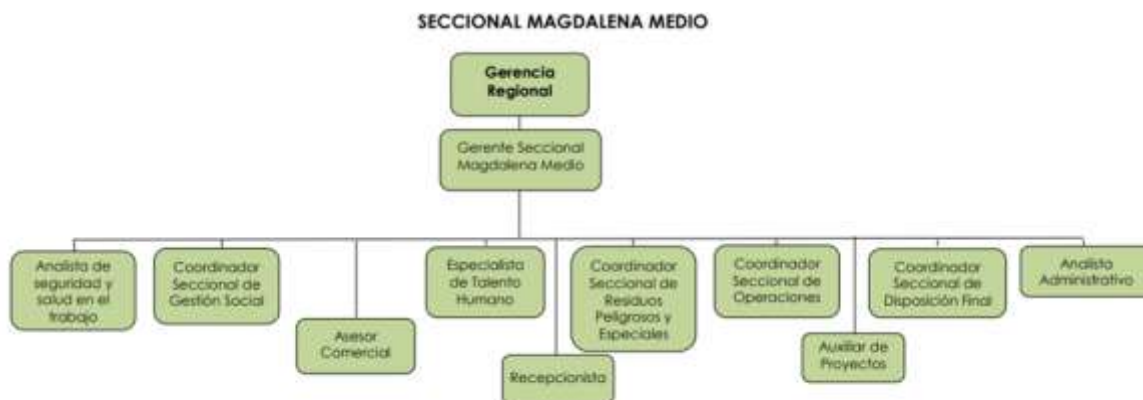 SECCIONAL MAGDALENA MEDIO
Gerencia
Regional
Gerente Seccional
Magdalena Medio
Analista de
seguridad y
salud en el
trabajo
Coordinador
Seccional de
Gestión Social
Asesor
Comercial
Especialista
de Talento
Humano
Recepcionista
Coordinador
Seccional de
Residuos
Peligrosos y
Especiales
Coordinador
Seccional de
Operaciones
Auxiliar de
Proyectos
Coordinador
Seccional de
Disposición Final
Analista
Administrativo